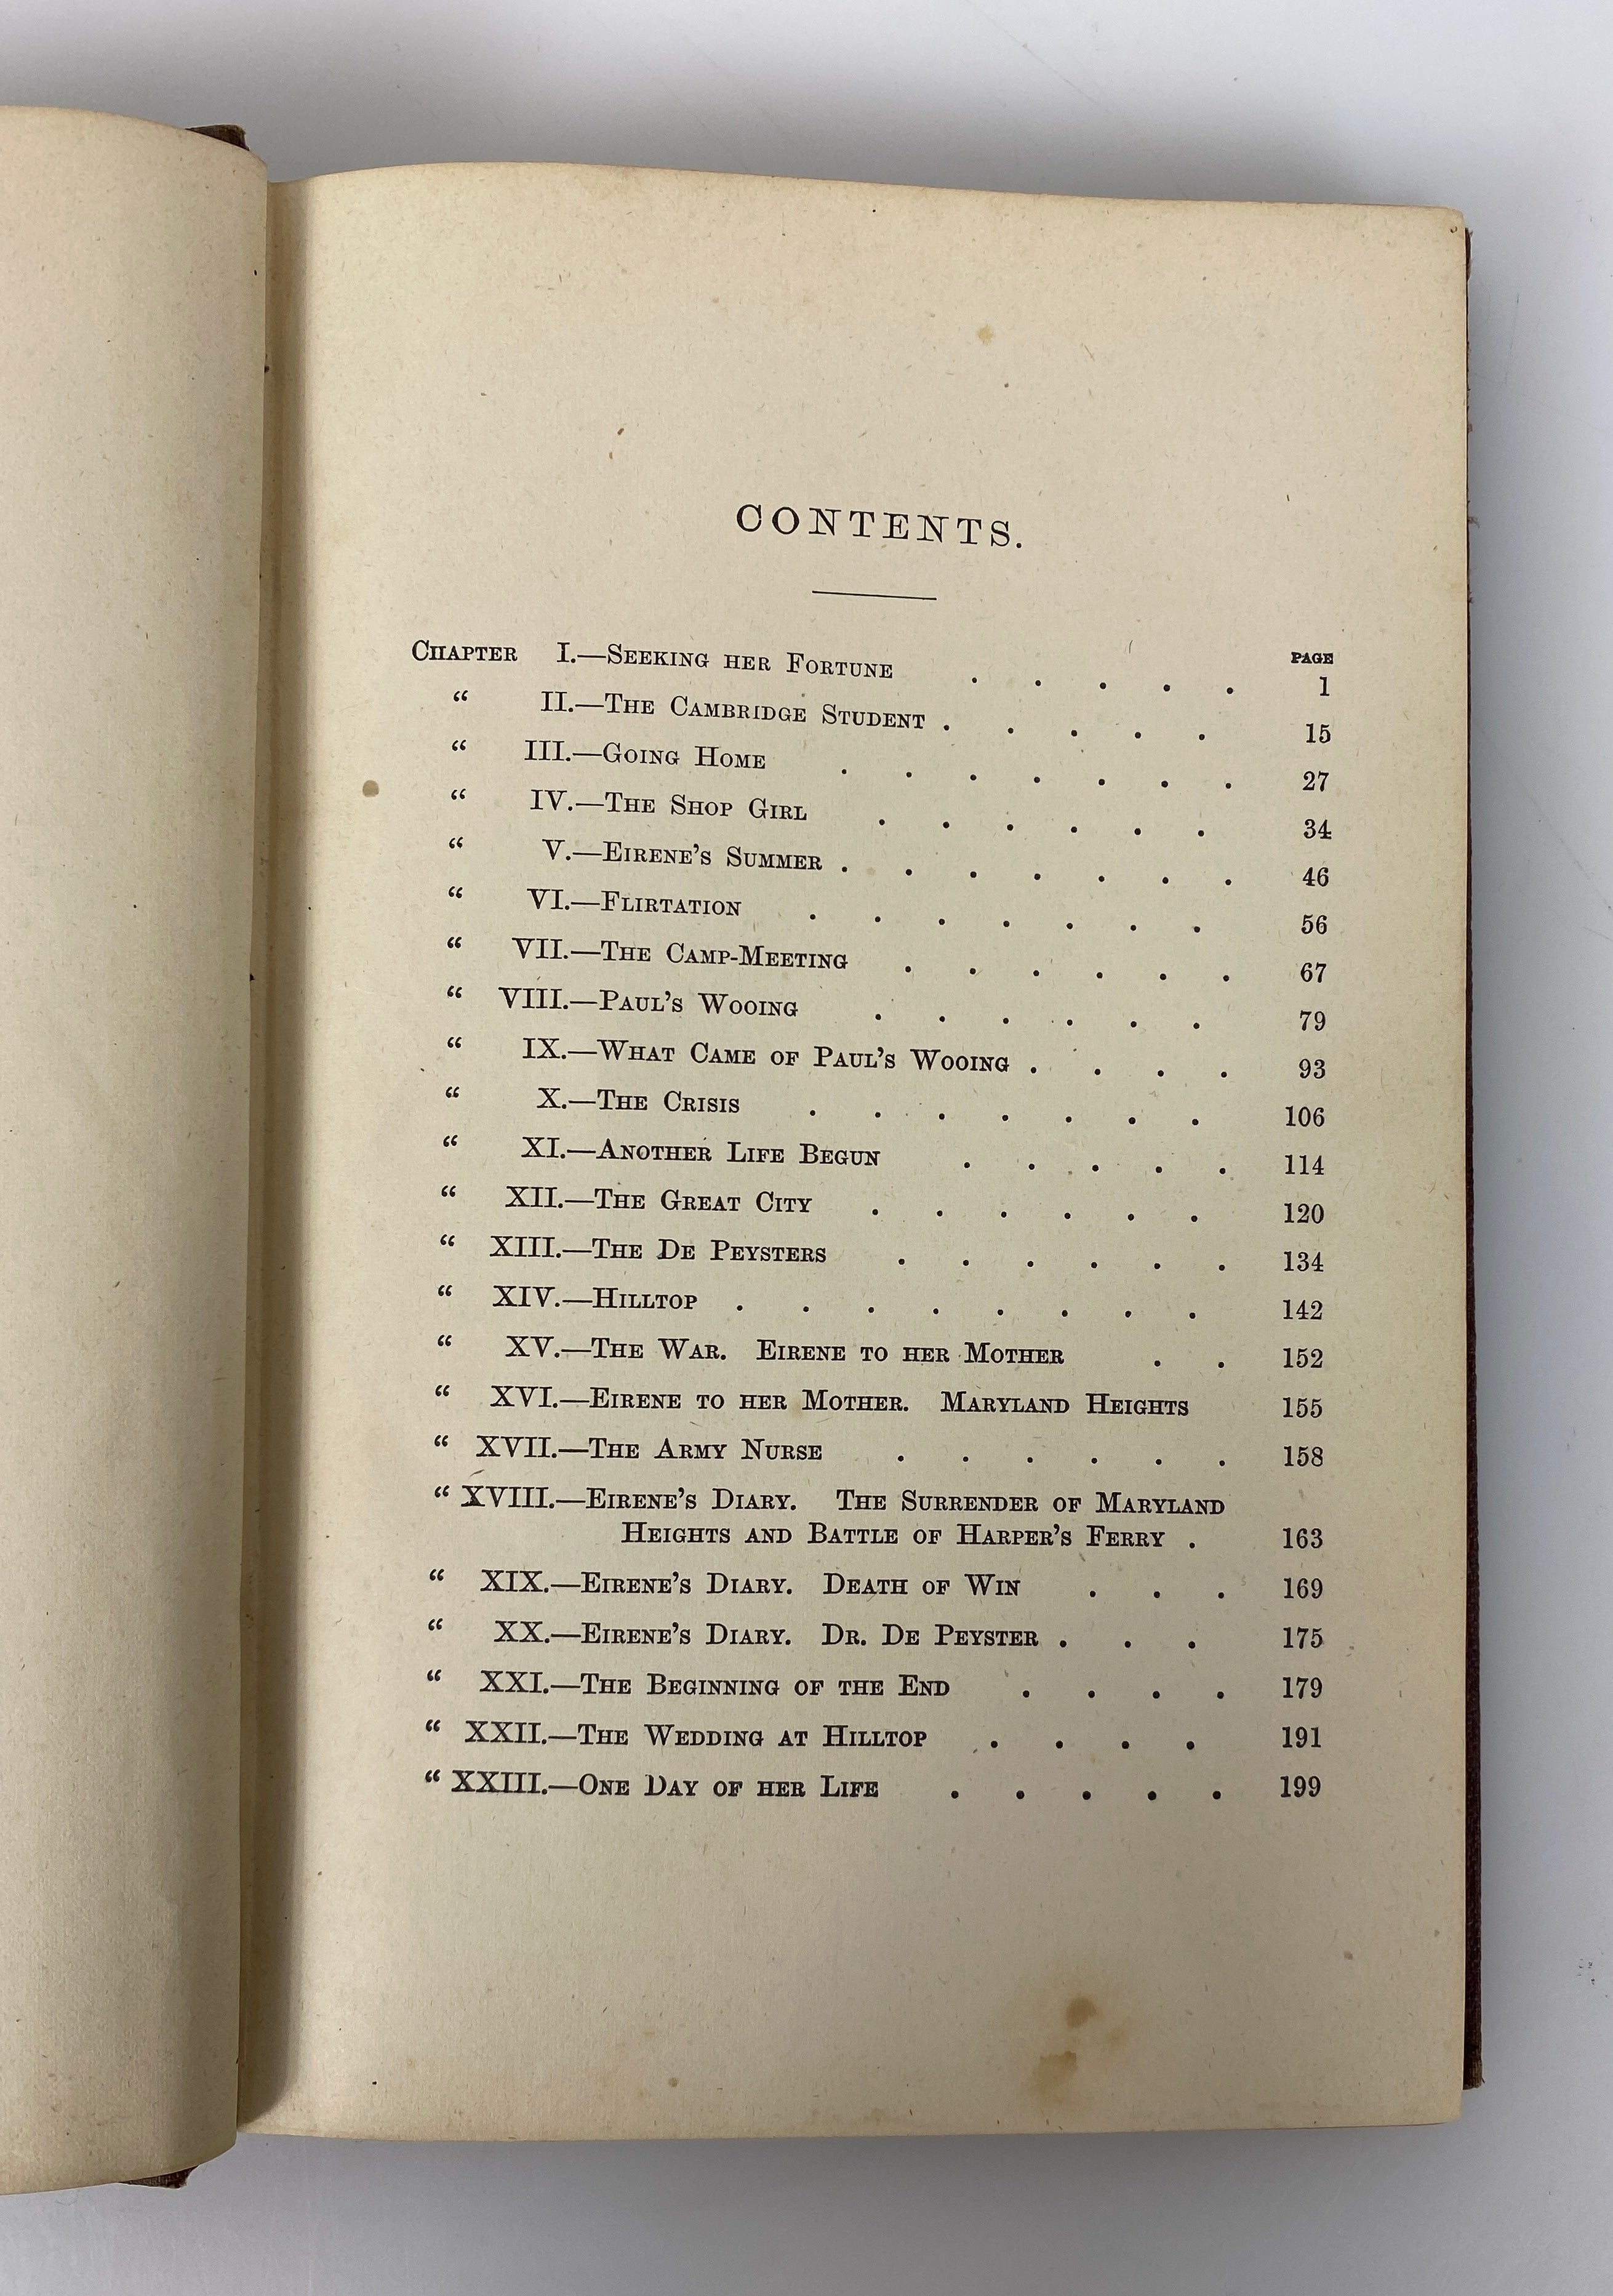 CONTENTS.
PAGE
CHAPTER I.—SEEKING HER FORTUNE . . . . . 1
“ II.—THE CAMBRIDGE STUDENT . . . . . 15
“ III.—GOING HOME . . . . . . . 27
“ IV.—THE SHOP GIRL . . . . . . 34
“ V.—EIRENE’S SUMMER . . . . . . . 46
“ VI.—FLIRTATION . . . . . . . 56
“ VII.—THE CAMP-MEETING . . . . . . 67
“ VIII.—PAUL’S WOOING . . . . . . 79
“ IX.—WHAT CAME OF PAUL’S WOOING . . . . 93
“ X.—THE CRISIS . . . . . . . 106
“ XI.—ANOTHER LIFE BEGUN . . . . . 114
“ XII.—THE GREAT CITY . . . . . . 120
“ XIII.—THE DE PEYSTERS . . . . . . 134
“ XIV.—HILLTOP . . . . . . . . 142
“ XV.—THE WAR. EIRENE TO HER MOTHER . . 152
“ XVI.—EIRENE TO HER MOTHER. MARYLAND HEIGHTS 155
“ XVII.—THE ARMY NURSE . . . . . . 158
“ XVIII.—EIRENE’S DIARY. THE SURRENDER OF MARYLAND
HEIGHTS AND BATTLE OF HARPER’S FERRY . 163
“ XIX.—EIRENE’S DIARY. DEATH OF WIN . . . 169
“ XX.—EIRENE’S DIARY. DR. DE PEYSTER . . . 175
“ XXI.—THE BEGINNING OF THE END . . . . 179
“ XXII.—THE WEDDING AT HILLTOP . . . . 191
“ XXIII.—ONE DAY OF HER LIFE . . . . . 199